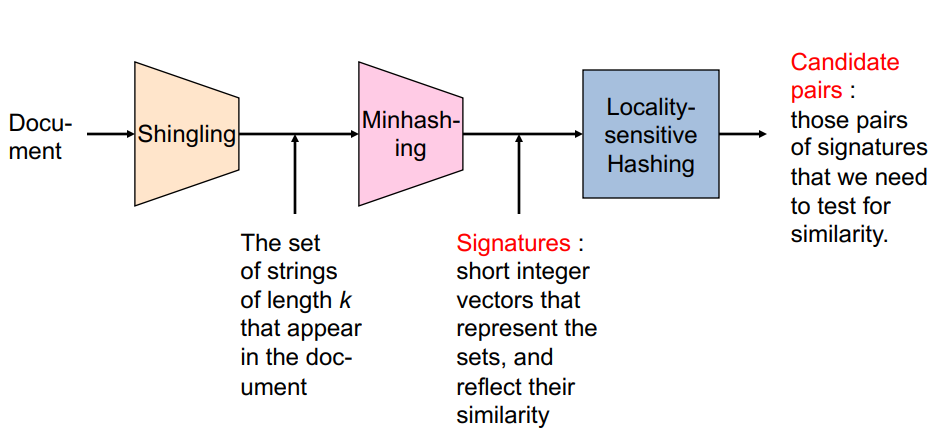 Docu-
ment
Shingling
The set
of strings
of length k
that appear
in the doc-
ument
Minhash-
ing
Signatures :
short integer
vectors that
represent the
sets, and
reflect their
similarity
Locality-
sensitive
Hashing
Candidate
pairs :
those pairs
of signatures
that we need
to test for
similarity.